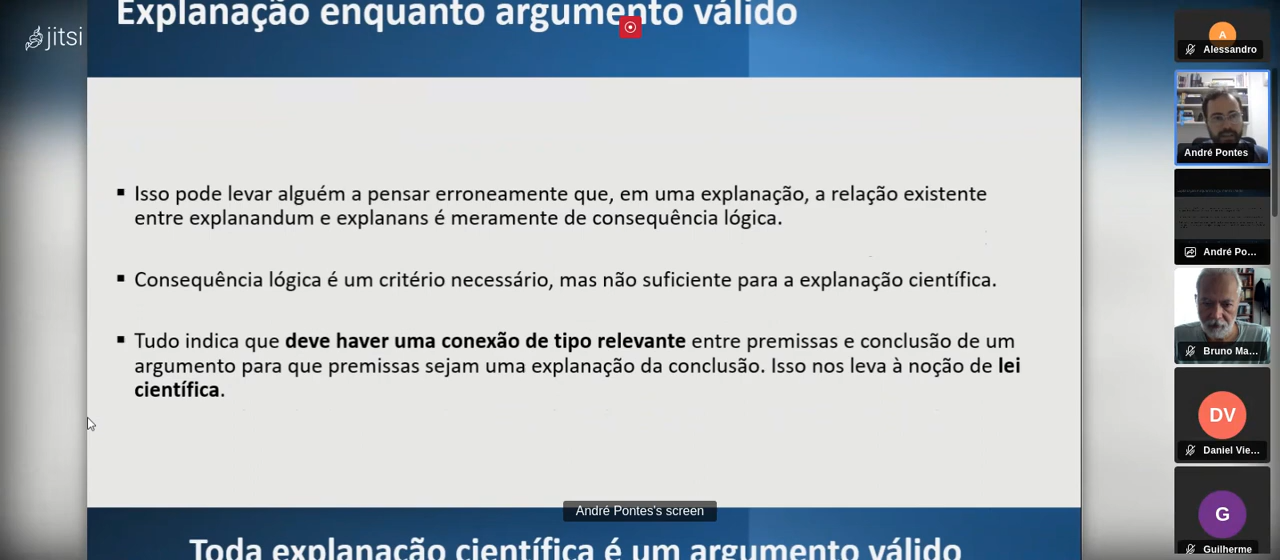 Explanação enquanto argumento válido
jitsi
▪ Isso pode levar alguém a pensar erroneamente que, em uma explanação, a relação existente
entre explanandum e explanans é meramente de consequência lógica.
▪ Consequência lógica é um critério necessário, mas não suficiente para a explanação científica.
▪ Tudo indica que deve haver uma conexão de tipo relevante entre premissas e conclusão de um
argumento para que premissas sejam uma explanação da conclusão. Isso nos leva à noção de lei
científica.
André Pontes's screen
Toda explanação científica é um argumento válido
A
Alessandro
André Pontes
André Po...
Bruno Ma...
DV
Daniel Vie...
G
Guilherme